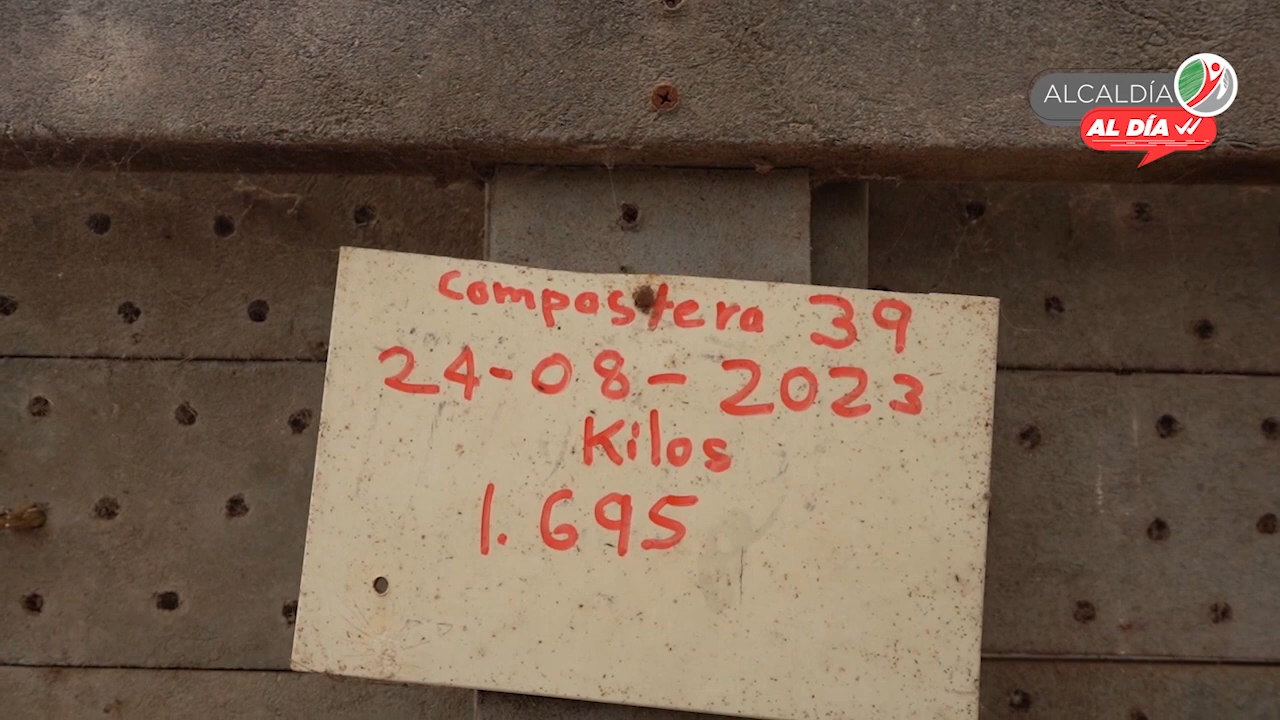 ALCALDÍA
AL DÍA
Compostera 39
24-08-2023
Kilos
1.695